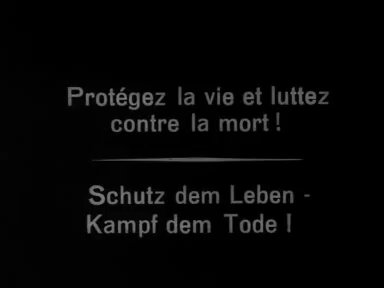 Protégez la vie et luttez
contre la mort!
Schutz dem Leben -
Kampf dem Tode!